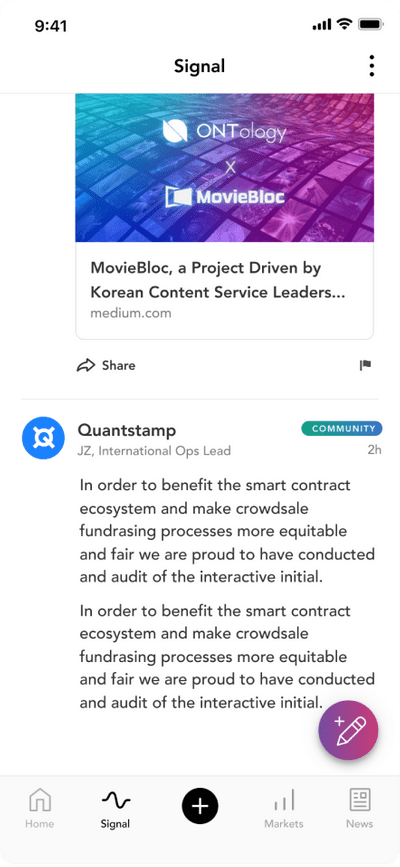 9:41
Signal
ONTology
X
MovieBloc
MovieBloc, a Project Driven by
Korean Content Service Leaders...
medium.com
Share
Quantstamp
COMMUNITY
JZ, International Ops Lead
2h
In order to benefit the smart contract
ecosystem and make crowdsale
fundrasing processes more equitable
and fair we are proud to have conducted
and audit of the interactive initial.
In order to benefit the smart contract
ecosystem and make crowdsale
fundrasing processes more equitable
and fair we are proud to have conducted
and audit of the interactive initial.
Home
Signal
Markets
News